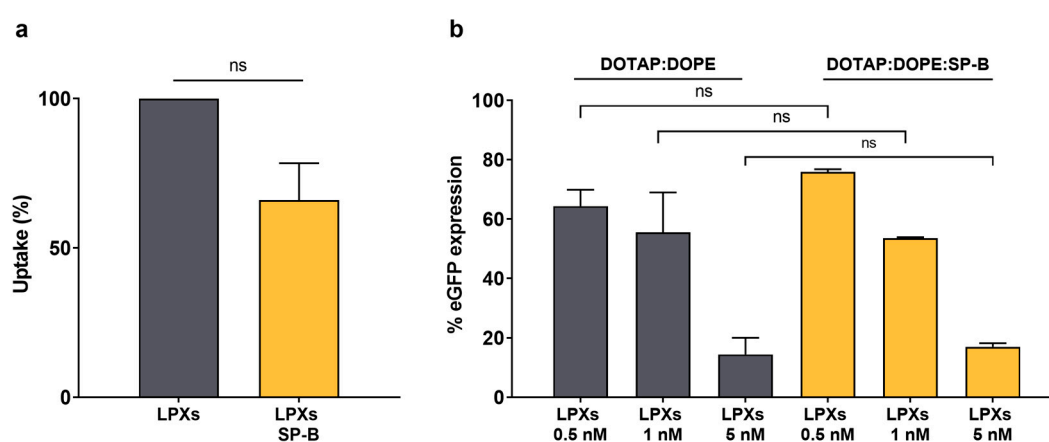 a
ns
100
50
0
Uptake (%)
LPXs
LPXs
SP-B
b
DOTAP:DOPE
DOTAP:DOPE:SP-B
ns
ns
ns
100
80
60
40
20
0
% eGFP expression
LPXs
0.5 nM
LPXs
1 nM
LPXs
5 nM
LPXs
0.5 nM
LPXs
1 nM
LPXs
5 nM